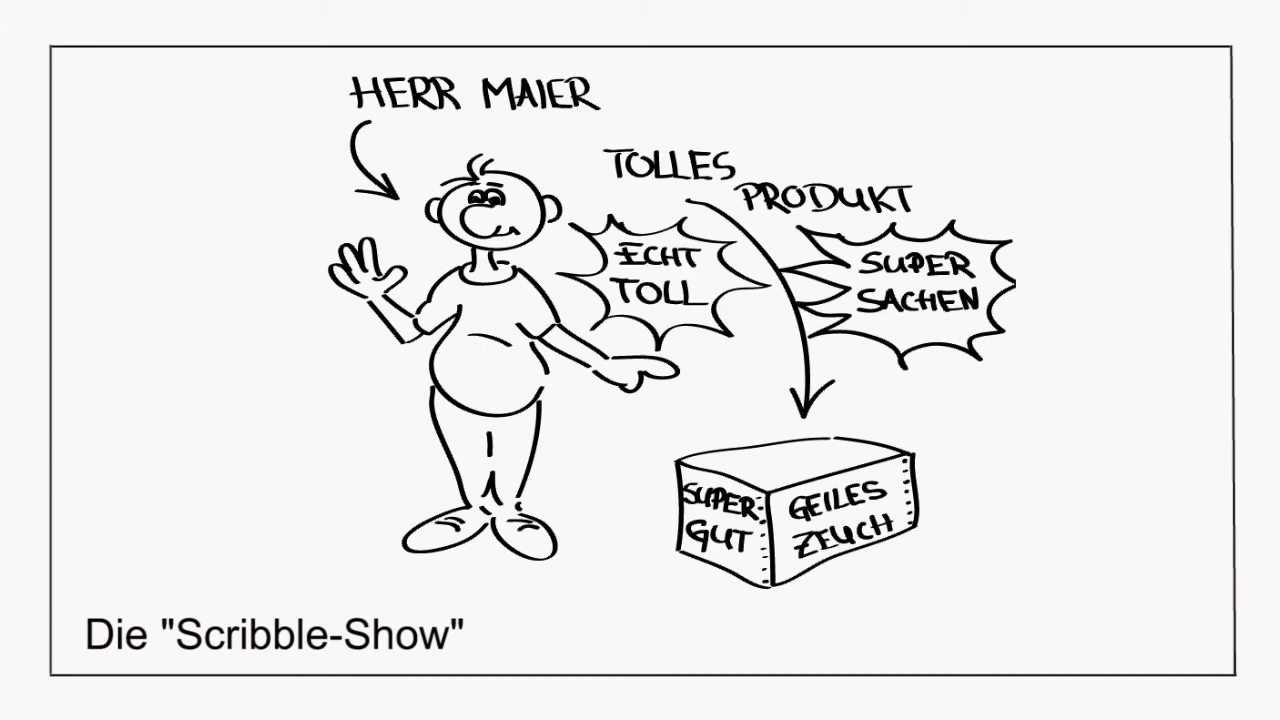 HERR MAIER
TOLLES
PRODUKT
ECHT
TOLL
SUPER
SACHEN
SUPER-
GUT
GEILES
ZEUCH
Die "Scribble-Show"